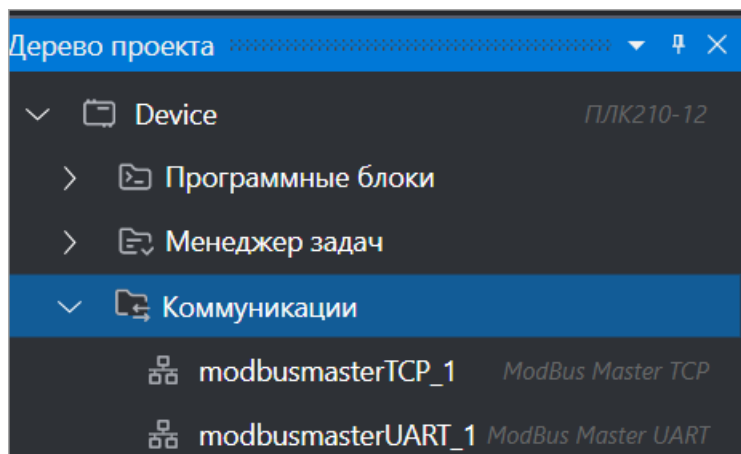 Дерево проекта
Device ПЛК210-12
Программные блоки
Менеджер задач
Коммуникации
modbusmasterTCP_1 ModBus Master TCP
modbusmasterUART_1 ModBus Master UART